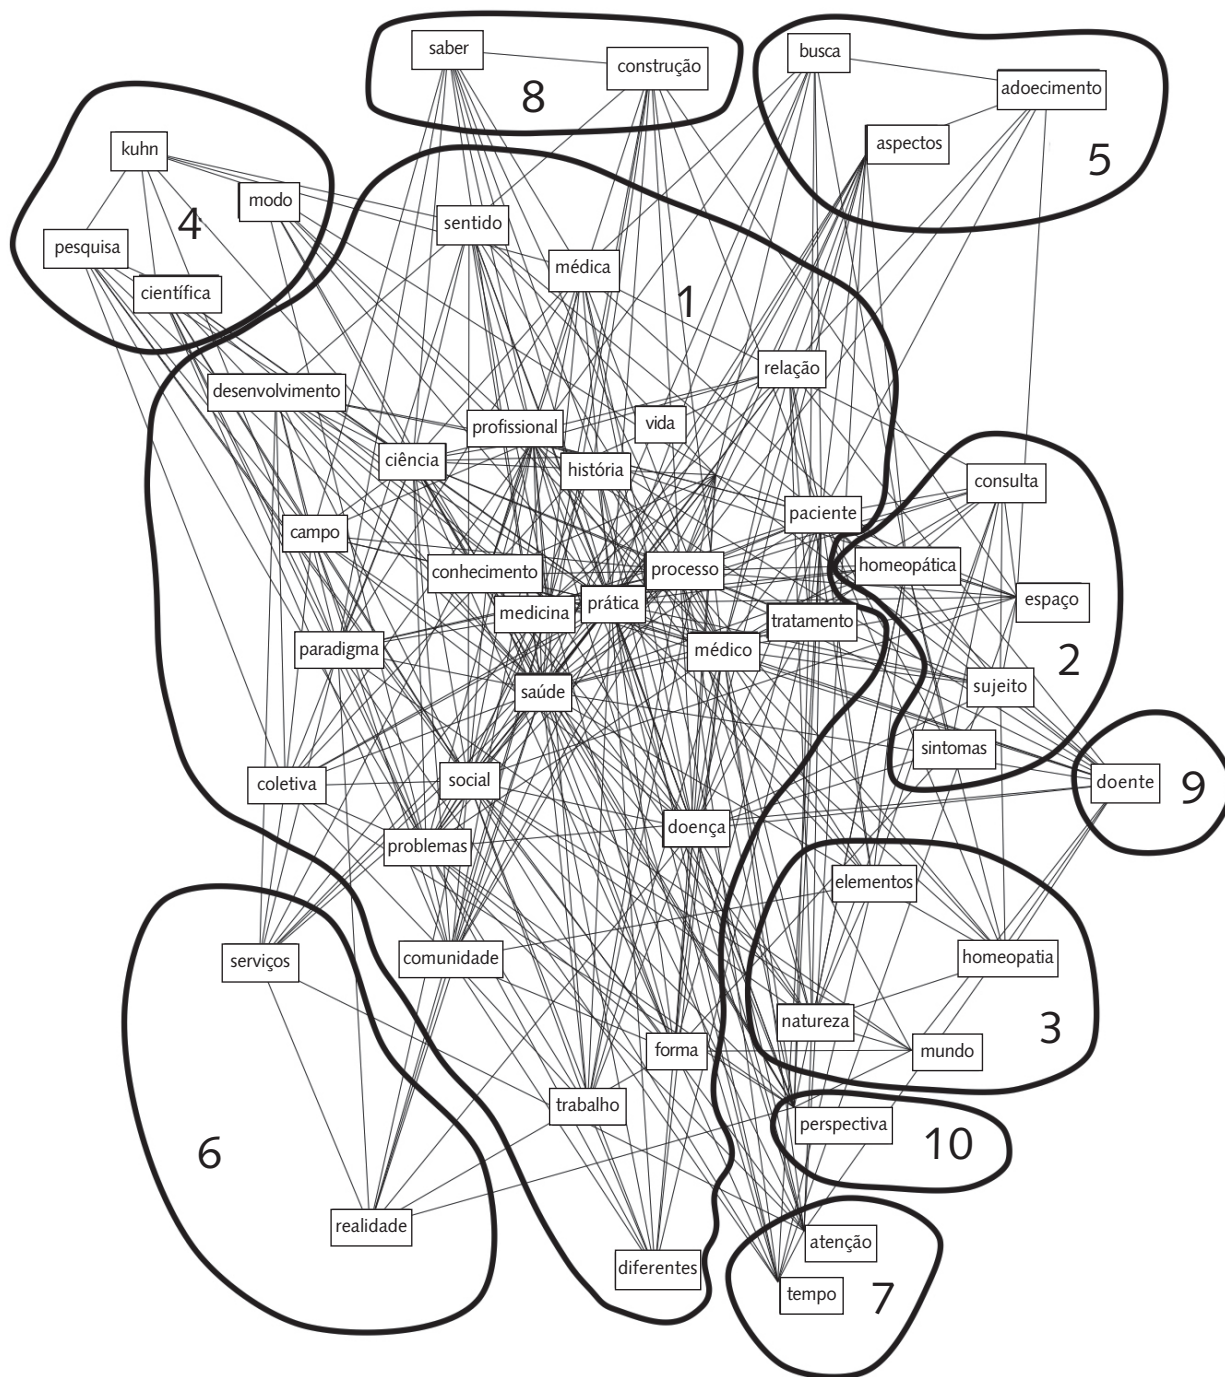 saber
busca
construção
adoecimento
8
aspectos
kuhn
5
modo
sentido
4
pesquisa
médica
científica
1
relação
desenvolvimento
vida
profissional
ciência
história
consulta
paciente
campo
homeopática
processo
conhecimento
espaço
prática
medicina
tratamento
paradigma
médico
2
sujeito
saúde
sintomas
social
doente
9
coletiva
doença
problemas
elementos
serviços
comunidade
homeopatia
natureza
3
forma
mundo
trabalho
perspectiva
10
6
realidade
atenção
diferentes
tempo
7